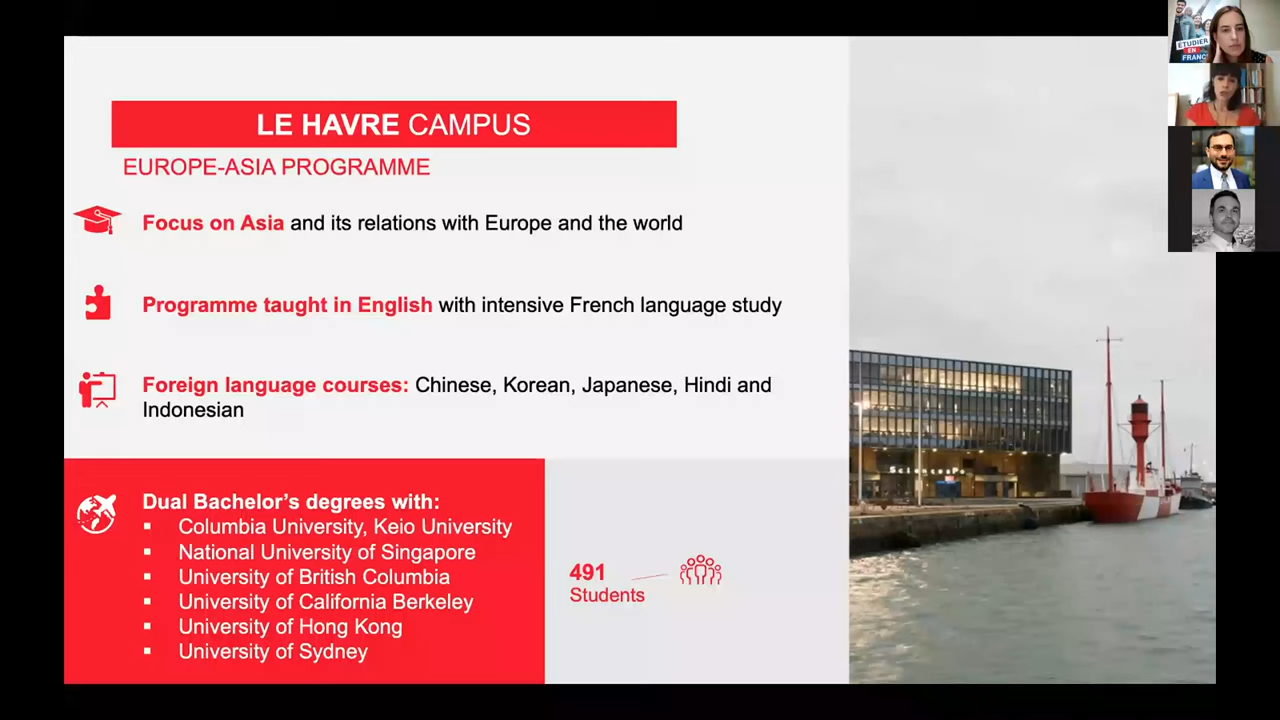 LE HAVRE CAMPUS
EUROPE-ASIA PROGRAMME
Focus on Asia and its relations with Europe and the world
Programme taught in English with intensive French language study
Foreign language courses: Chinese, Korean, Japanese, Hindi and
Indonesian
Dual Bachelor's degrees with:
▪ Columbia University, Keio University
▪ National University of Singapore
▪ University of British Columbia
▪ University of California Berkeley
▪ University of Hong Kong
▪ University of Sydney
491
Students
ÉTUDIER
EN
FRANC